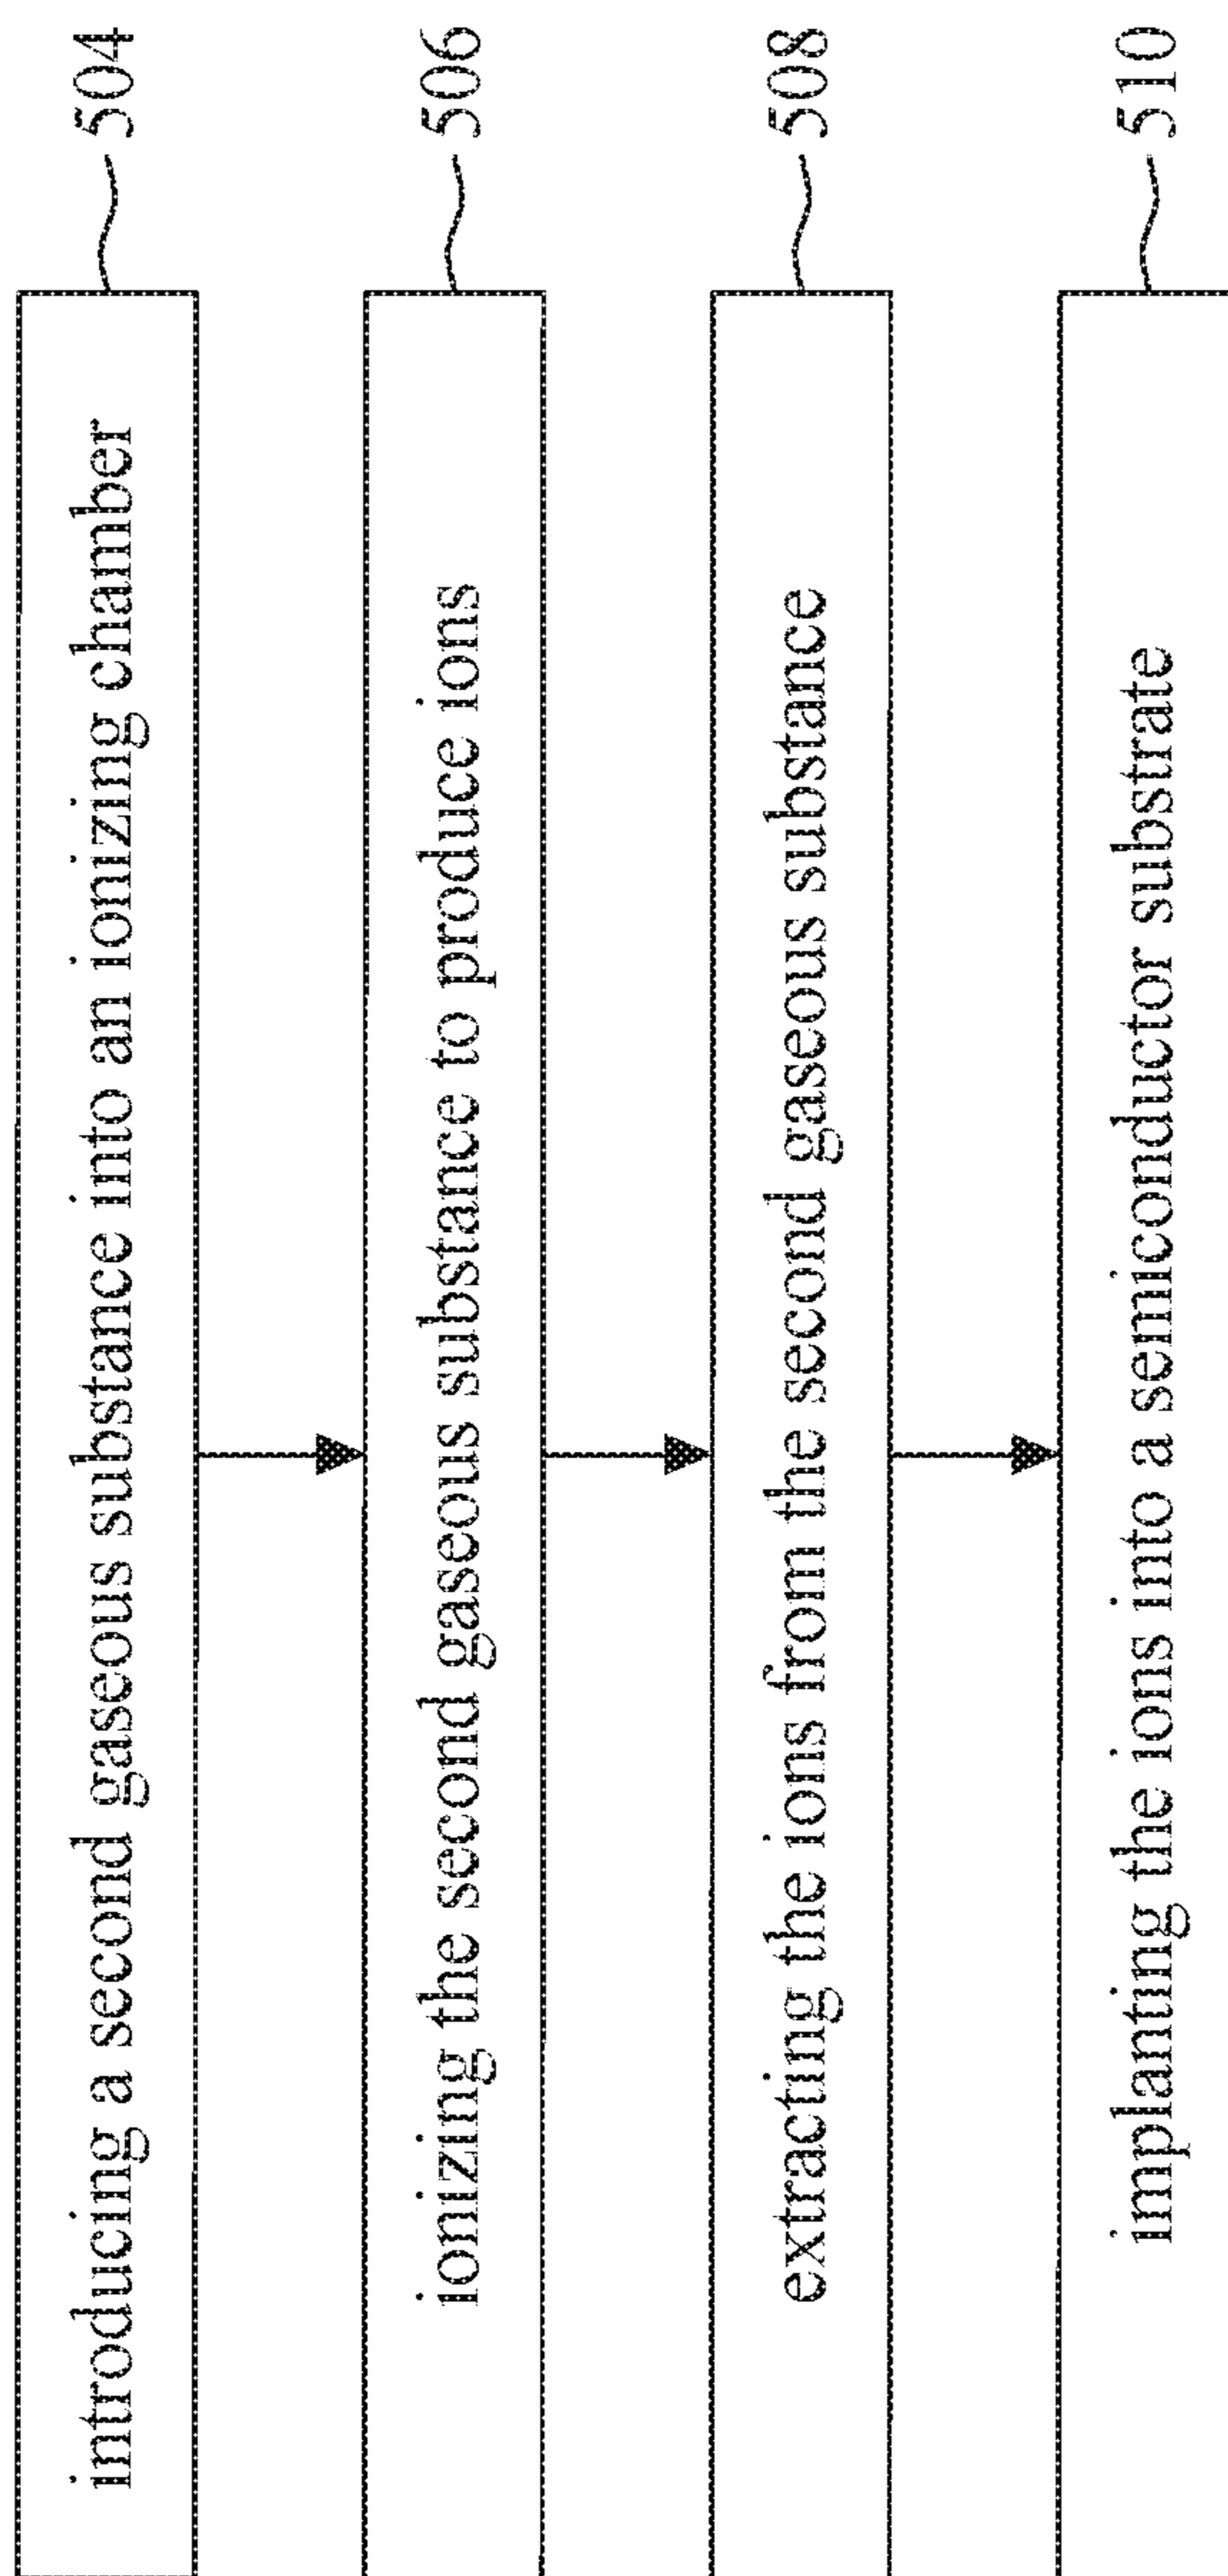 introducing a second gaseous substance into an ionizing chamber
504
ionizing the second gaseous substance to produce ions
506
extracting the ions from the second gaseous substance
508
implanting the ions into a semiconductor substrate
510